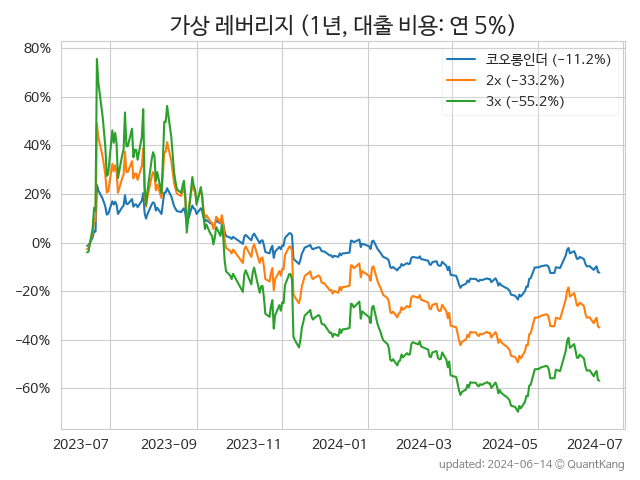 가상 레버리지 (1년, 대출 비용: 연 5%)
코오롱인더 (-11.2%)
2x (-33.2%)
3x (-55.2%)
80%
60%
40%
20%
0%
−20%
−40%
−60%
2023-07 2023-09 2023-11 2024-01 2024-03 2024-05 2024-07
updated: 2024-06-14 © QuantKang